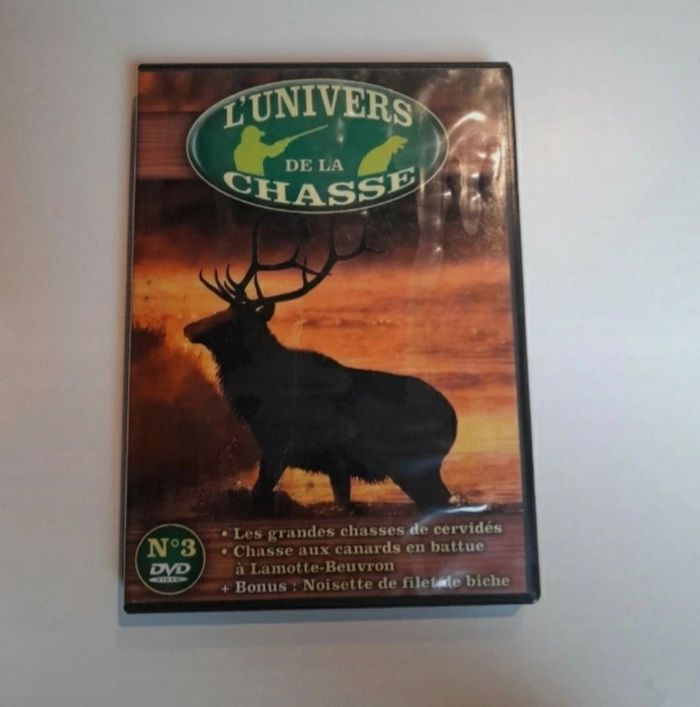 L'UNIVERS
DE LA
CHASSE
N°3
DVD
VIDEO
• Les grandes chasses de cervidés
• Chasse aux canards en battue
à Lamotte-Beuvron
+ Bonus : Noisette de filet de biche